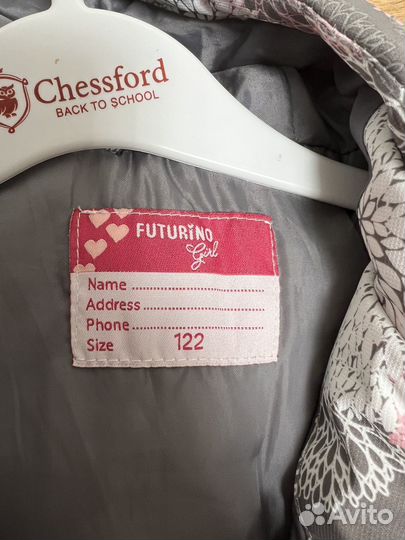 Chessford
BACK TO SCHOOL
FUTURINO
Girl
Name
Address
Phone
Size 122
Avito